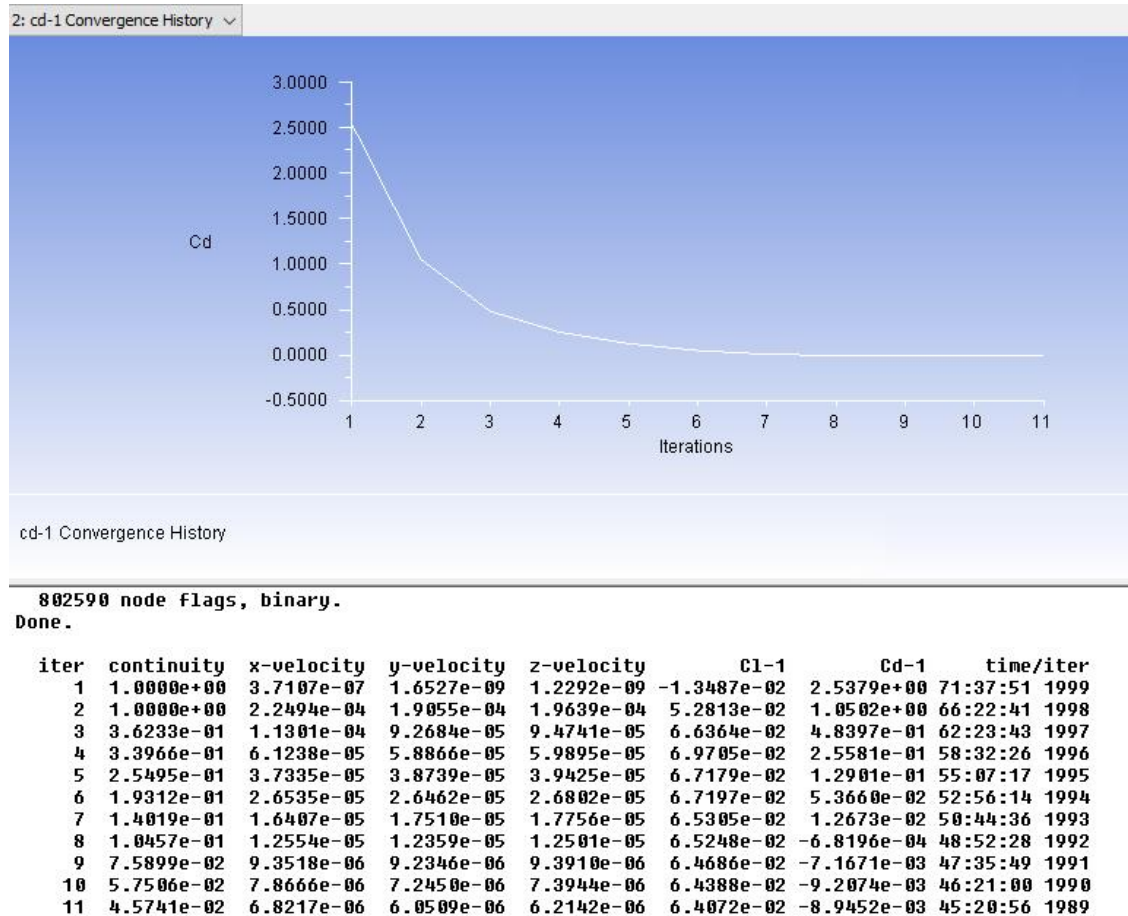 2: cd-1 Convergence History
3.0000
2.5000
2.0000
1.5000
Cd
1.0000
0.5000
0.0000
-0.5000
1 2 3 4 5 6 7 8 9 10 11
Iterations
cd-1 Convergence History
802590 node flags, binary.
Done.
iter continuity x-velocity y-velocity z-velocity Cl-1 Cd-1 time/iter
1 1.0000e+00 3.7107e-07 1.6527e-09 1.2292e-09 -1.3487e-02 2.5379e+00 71:37:51 1999
2 1.0000e+00 2.2494e-04 1.9055e-04 1.9639e-04 5.2813e-02 1.0502e+00 66:22:41 1998
3 3.6233e-01 1.1301e-04 9.2684e-05 9.4741e-05 6.6364e-02 4.8397e-01 62:23:43 1997
4 3.3966e-01 6.1238e-05 5.8866e-05 5.9895e-05 6.9705e-02 2.5581e-01 58:32:26 1996
5 2.5495e-01 3.7335e-05 3.8739e-05 3.9425e-05 6.7179e-02 1.2901e-01 55:07:17 1995
6 1.9312e-01 2.6535e-05 2.6462e-05 2.6802e-05 6.7197e-02 5.3660e-02 52:56:14 1994
7 1.4019e-01 1.6407e-05 1.7510e-05 1.7756e-05 6.5305e-02 1.2673e-02 50:44:36 1993
8 1.0457e-01 1.2554e-05 1.2359e-05 1.2501e-05 6.5248e-02 -6.8196e-04 48:52:28 1992
9 7.5899e-02 9.3518e-06 9.2346e-06 9.3910e-06 6.4686e-02 -7.1671e-03 47:35:49 1991
10 5.7506e-02 7.8666e-06 7.2450e-06 7.3944e-06 6.4388e-02 -9.2074e-03 46:21:00 1990
11 4.5741e-02 6.8217e-06 6.0509e-06 6.2142e-06 6.4072e-02 -8.9452e-03 45:20:56 1989